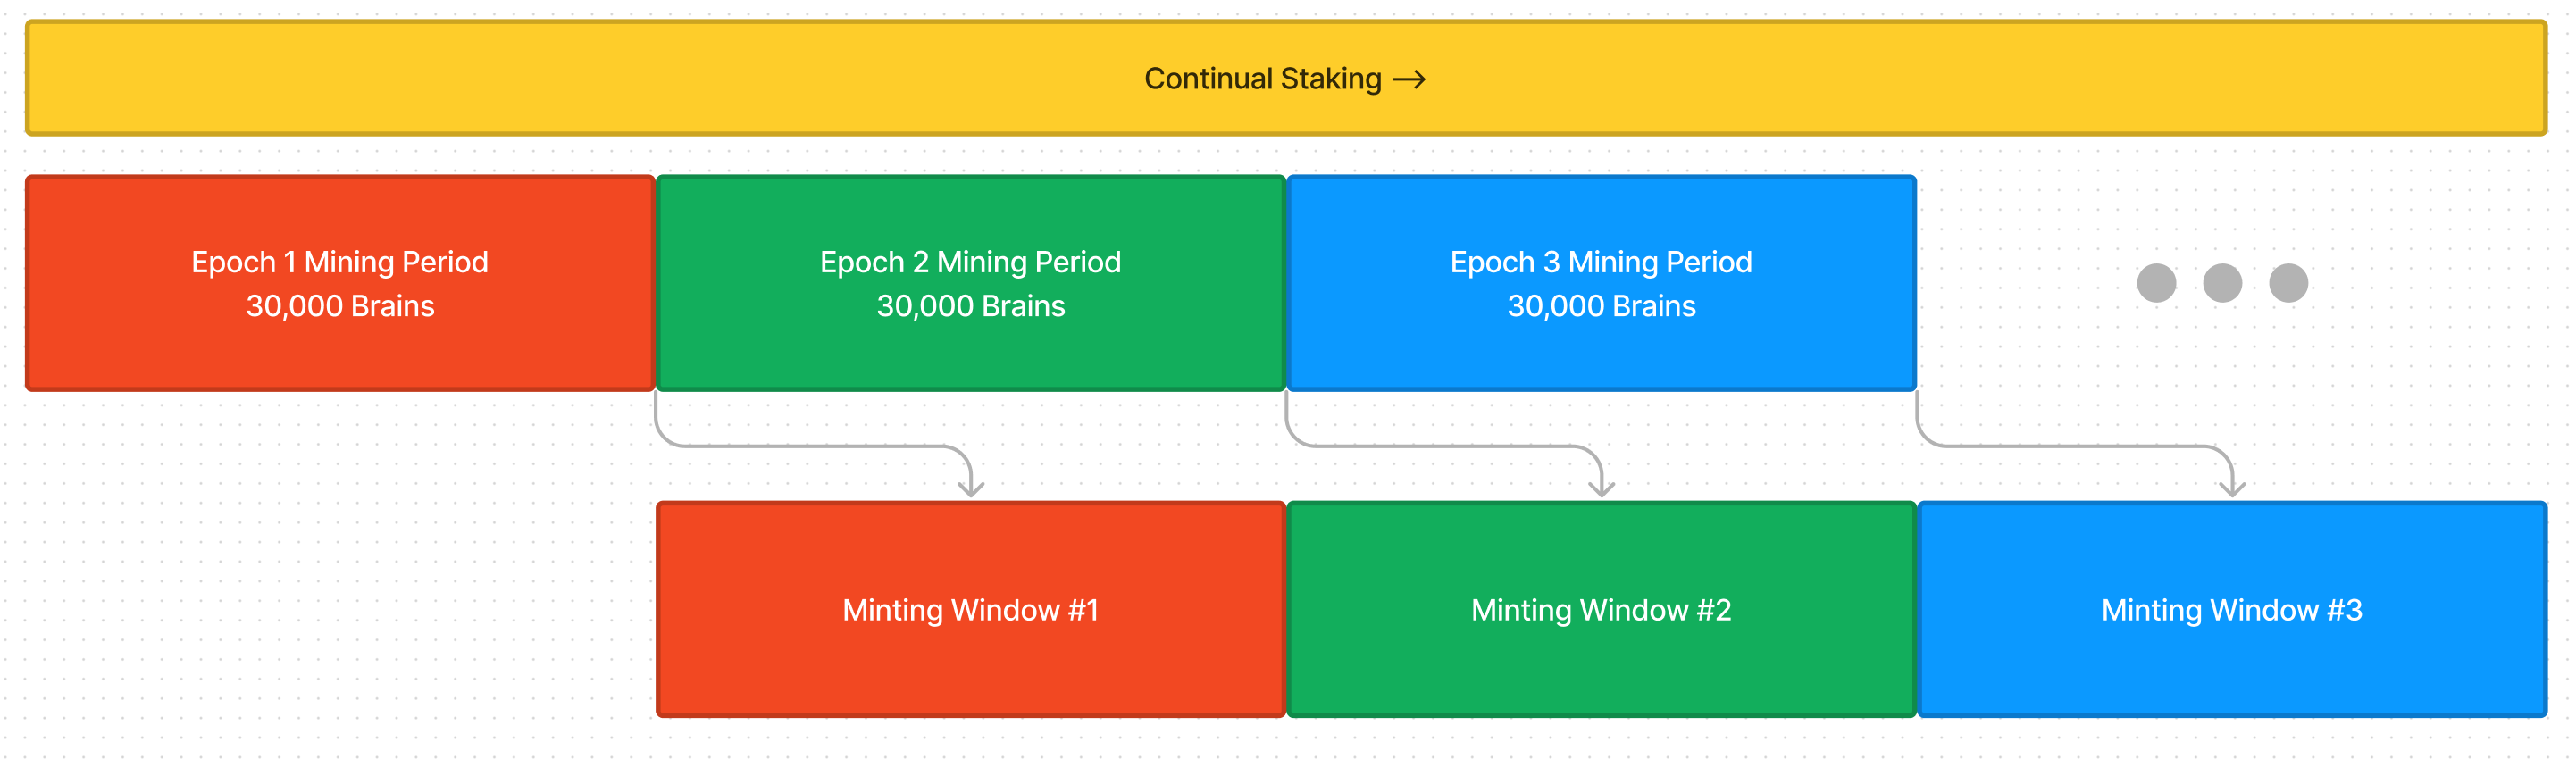 Continual Staking →
Epoch 1 Mining Period
30,000 Brains
Epoch 2 Mining Period
30,000 Brains
Epoch 3 Mining Period
30,000 Brains
Minting Window #1
Minting Window #2
Minting Window #3